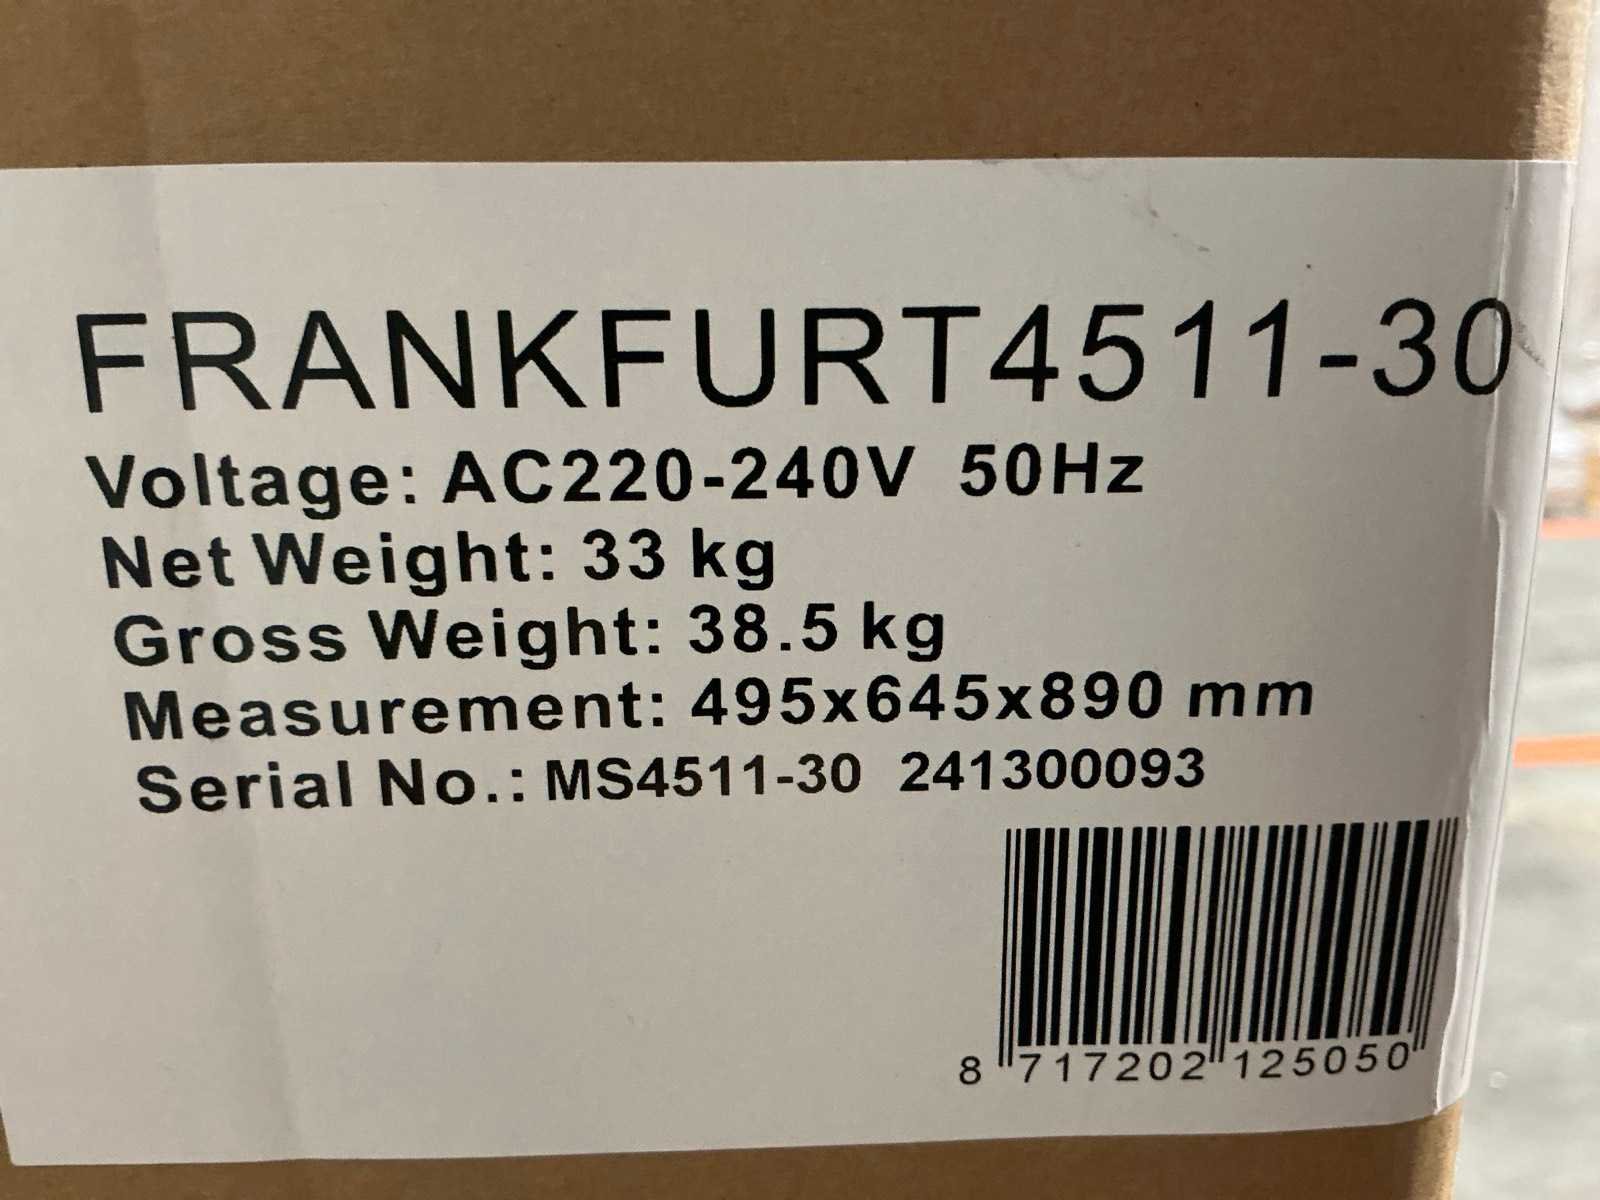 FRANKFURT4511-30
Voltage: AC220-240V 50Hz
Net Weight: 33 kg
Gross Weight: 38.5 kg
Measurement: 495x645x890 mm
Serial No.: MS4511-30 241300093
8 717202 125050